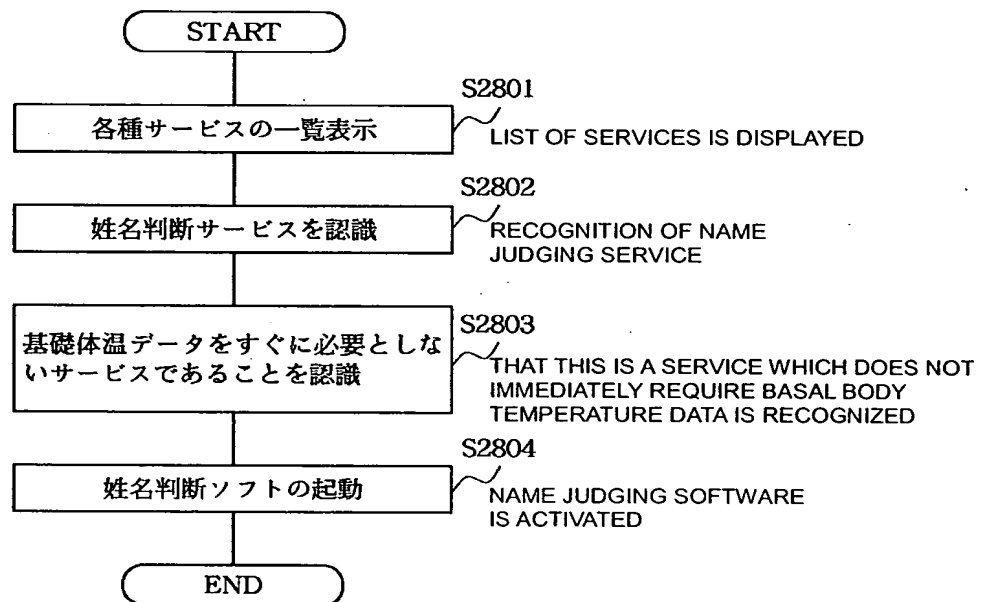 START
S2801
各種サービスの一覧表示
LIST OF SERVICES IS DISPLAYED
S2802
姓名判断サービスを認識
RECOGNITION OF NAME
JUDGING SERVICE
S2803
基礎体温データをすぐに必要としな
いサービスであることを認識
THAT THIS IS A SERVICE WHICH DOES NOT
IMMEDIATELY REQUIRE BASAL BODY
TEMPERATURE DATA IS RECOGNIZED
S2804
姓名判断ソフトの起動
NAME JUDGING SOFTWARE
IS ACTIVATED
END